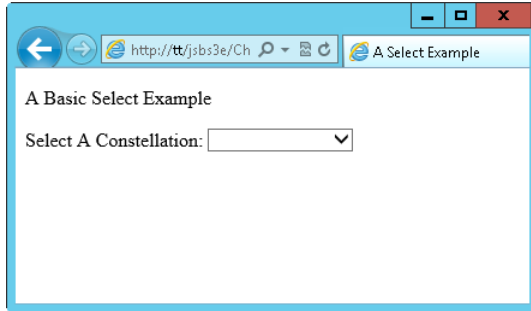 http://tt/jsbs3e/Ch
A Select Example
A Basic Select Example
Select A Constellation: